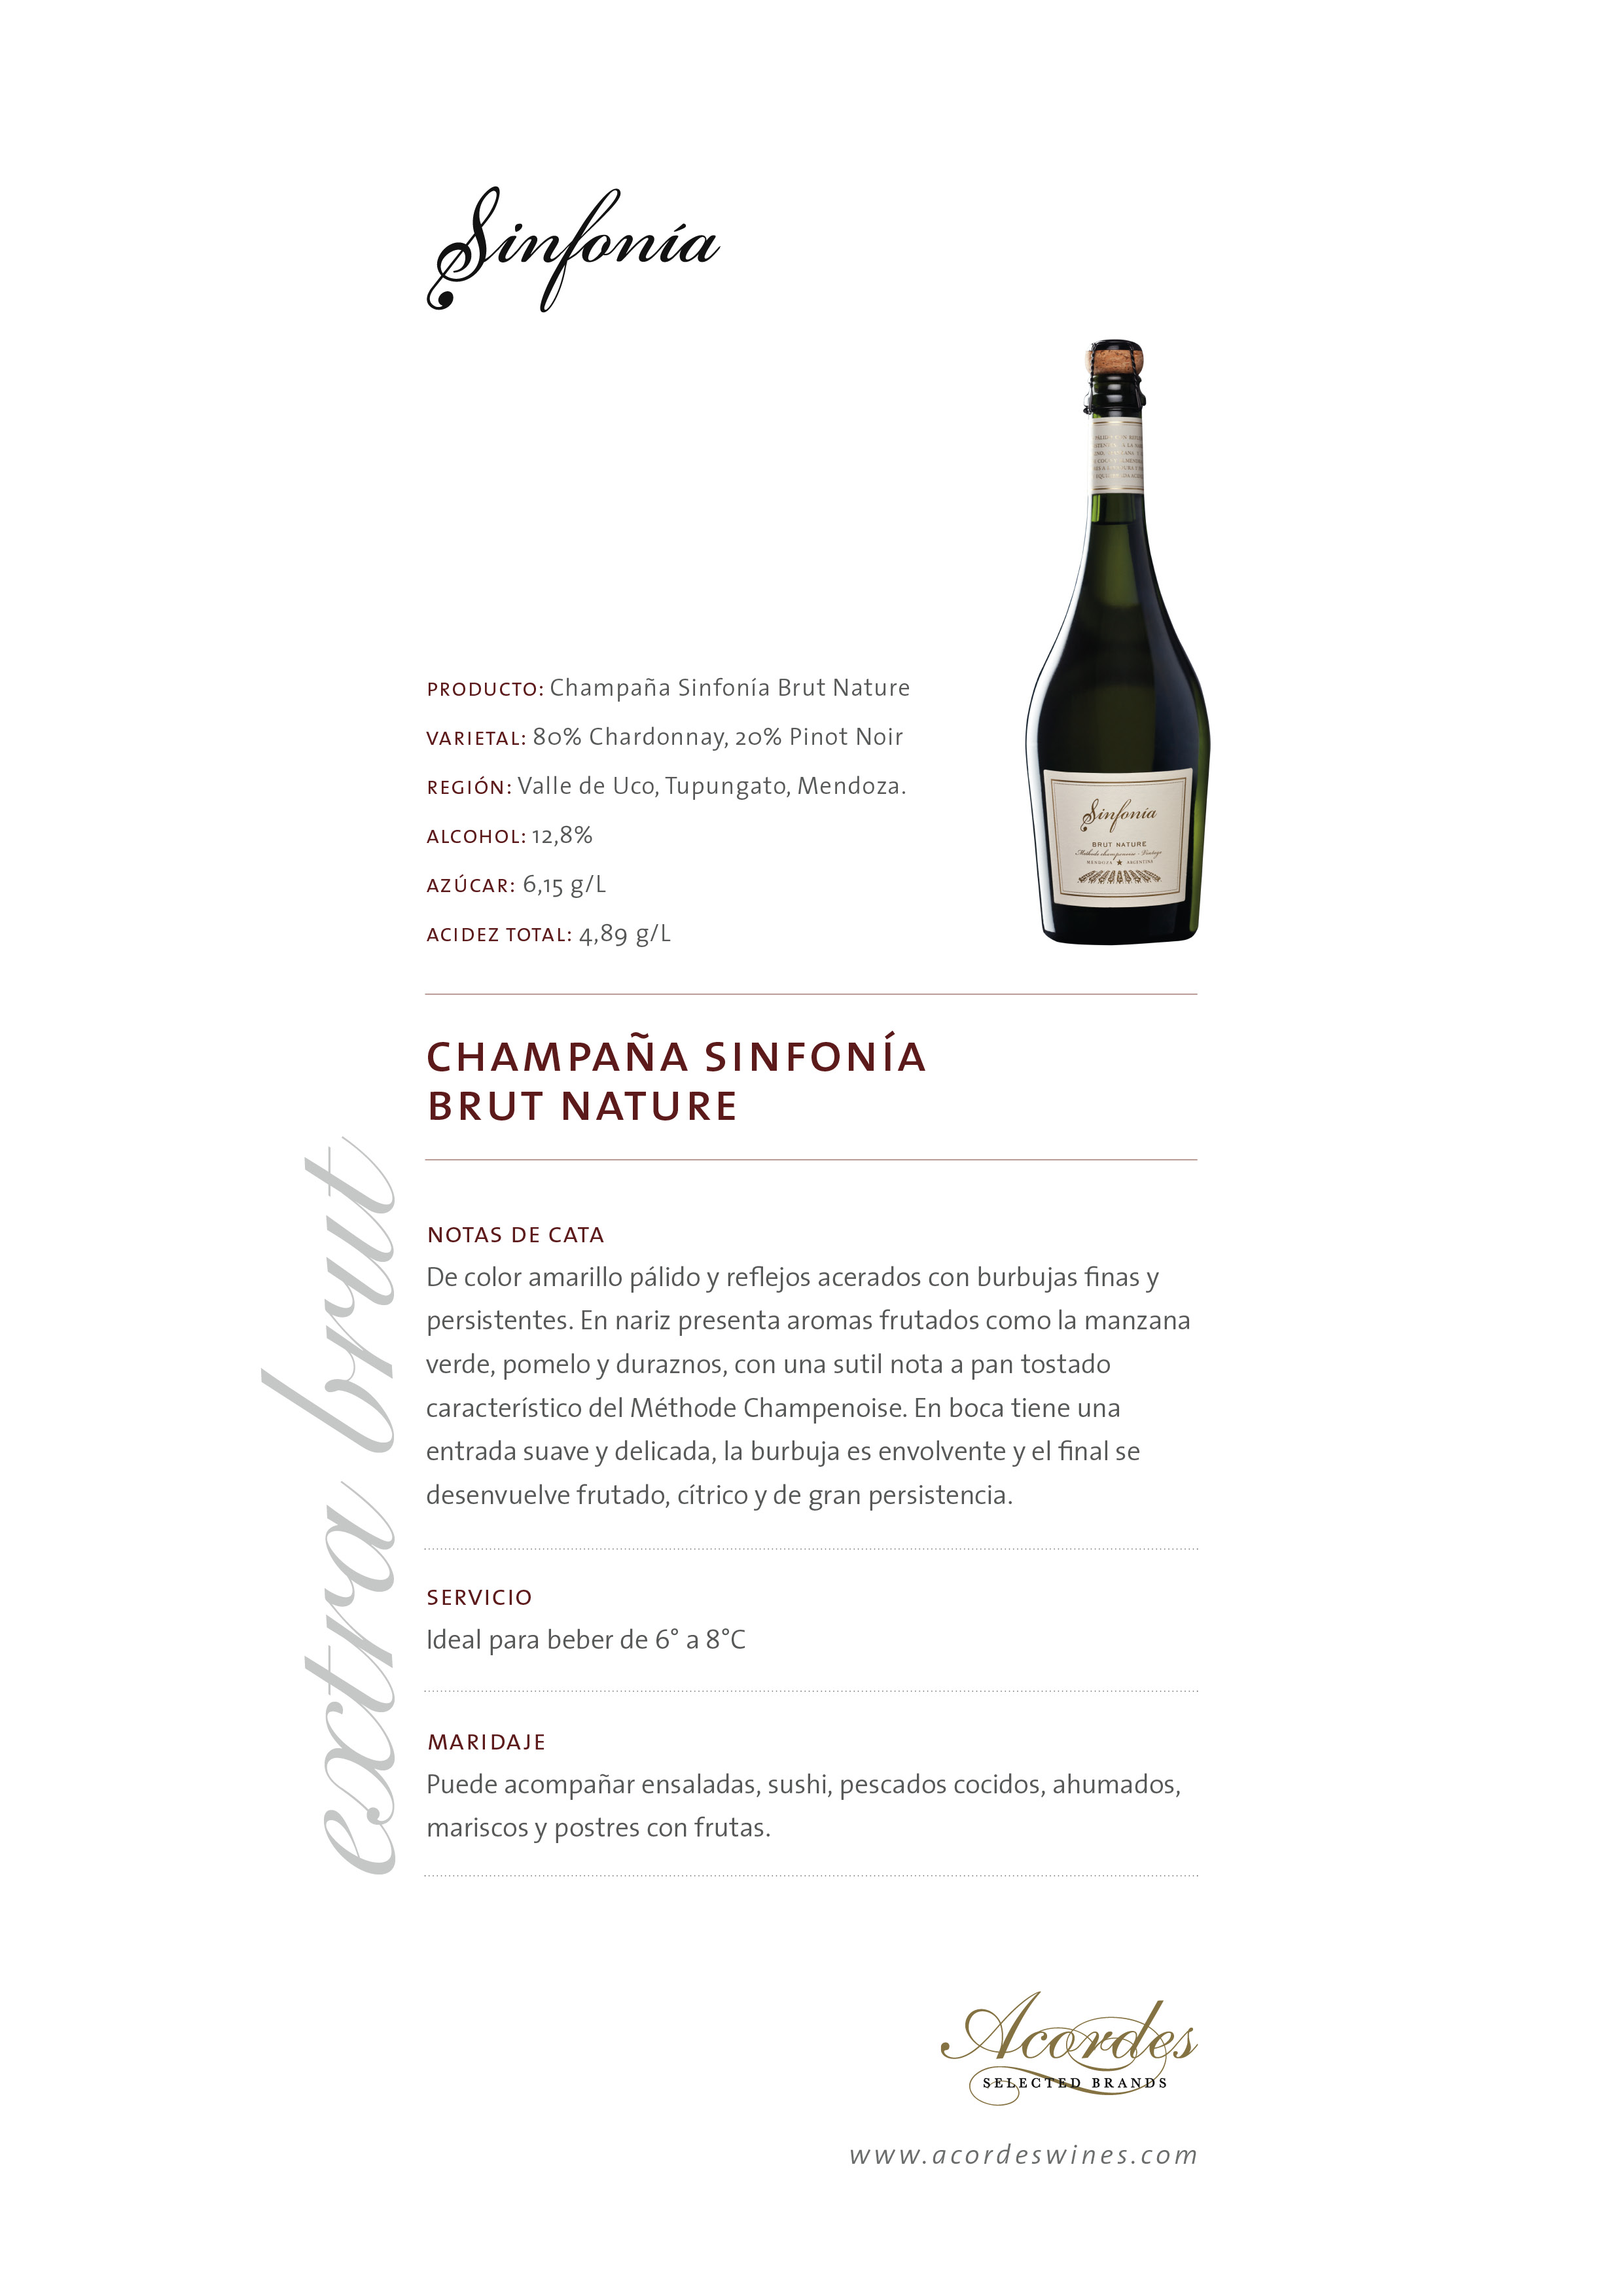 Sinfonía
PRODUCTO: Champaña Sinfonía Brut Nature
VARIETAL: 80% Chardonnay, 20% Pinot Noir
REGIÓN: Valle de Uco, Tupungato, Mendoza.
ALCOHOL: 12,8%
AZÚCAR: 6,15 g/L
ACIDEZ TOTAL: 4,89 g/L
Sinfonía
BRUT NATURE
Méthode champenoise - Vintage
MENDOZA ★ ARGENTINA
CHAMPAÑA SINFONÍA
BRUT NATURE
extra brut
NOTAS DE CATA
De color amarillo pálido y reflejos acerados con burbujas finas y
persistentes. En nariz presenta aromas frutados como la manzana
verde, pomelo y duraznos, con una sutil nota a pan tostado
característico del Méthode Champenoise. En boca tiene una
entrada suave y delicada, la burbuja es envolvente y el final se
desenvuelve frutado, cítrico y de gran persistencia.
SERVICIO
Ideal para beber de 6° a 8°C
MARIDAJE
Puede acompañar ensaladas, sushi, pescados cocidos, ahumados,
mariscos y postres con frutas.
Acordes
SELECTED BRANDS
www.acordeswines.com